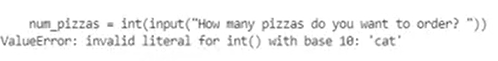 num_pizzas = int(input("How many pizzas do you want to order? "))
ValueError: invalid literal for int() with base 10: 'cat'